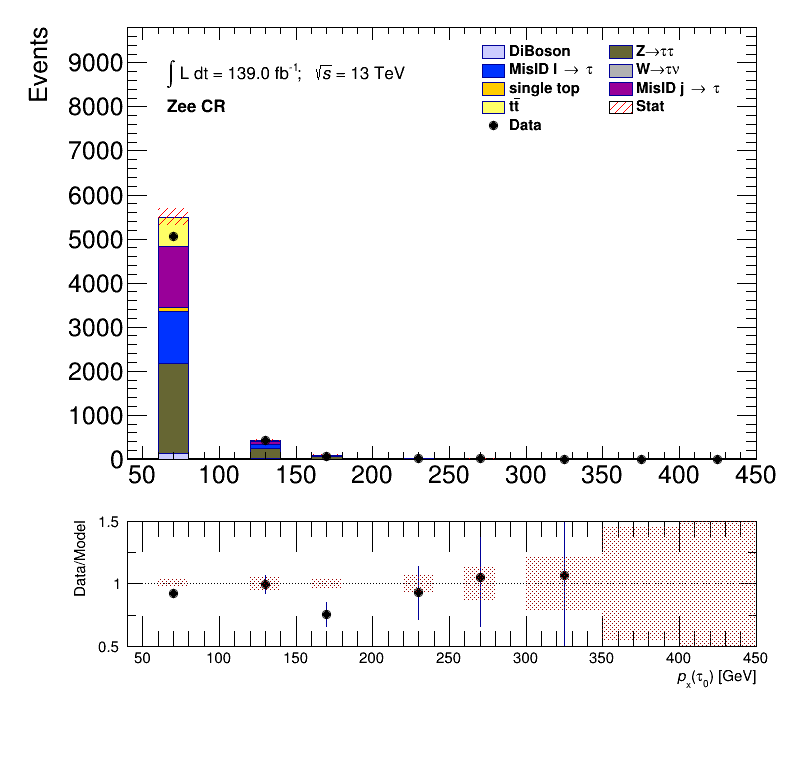 Events
9000
8000
7000
6000
5000
4000
3000
2000
1000
0
∫ L dt = 139.0 fb⁻¹; √s = 13 TeV
Zee CR
DiBoson
MisID l → τ
single top
tt̄
Data
Z→ττ
W→τν
MisID j → τ
Stat
50 100 150 200 250 300 350 400 450
Data/Model
1.5
1
0.5
50 100 150 200 250 300 350 400 450
pₓ(τ₀) [GeV]